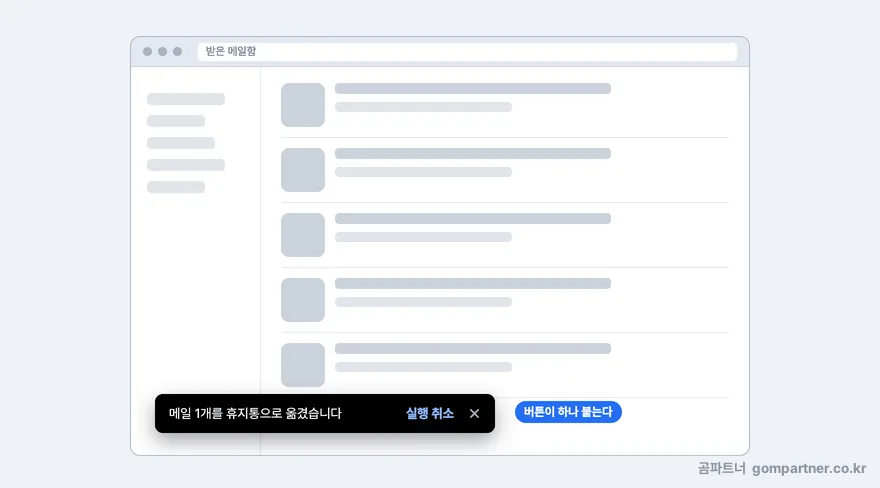 받은 메일함
메일 1개를 휴지통으로 옮겼습니다 실행 취소 ×
버튼이 하나 붙는다
곰파트너 gompartner.co.kr